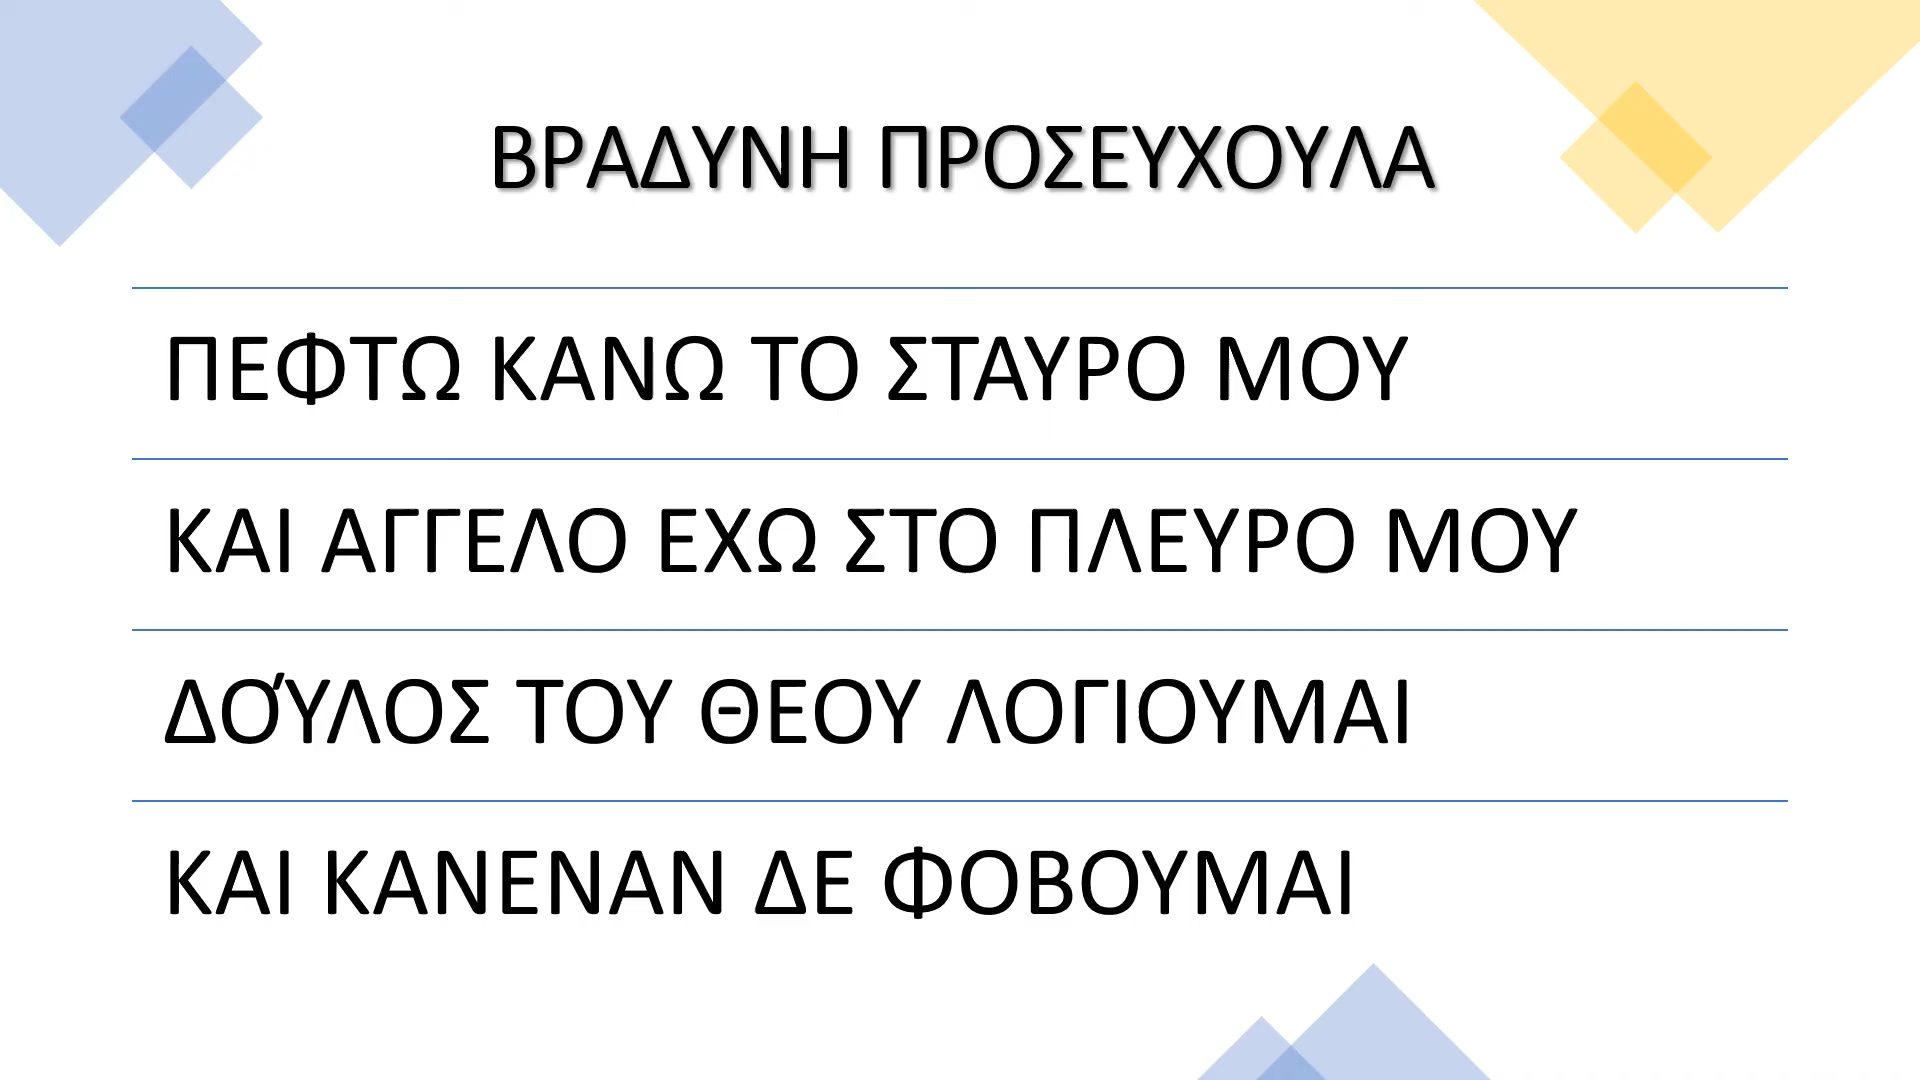 ΒΡΑΔΥΝΗ ΠΡΟΣΕΥΧΟΥΛΑ
ΠΕΦΤΩ ΚΑΝΩ ΤΟ ΣΤΑΥΡΟ ΜΟΥ
ΚΑΙ ΑΓΓΕΛΟ ΕΧΩ ΣΤΟ ΠΛΕΥΡΟ ΜΟΥ
ΔΟΎΛΟΣ ΤΟΥ ΘΕΟΥ ΛΟΓΙΟΥΜΑΙ
ΚΑΙ ΚΑΝΕΝΑΝ ΔΕ ΦΟΒΟΥΜΑΙ